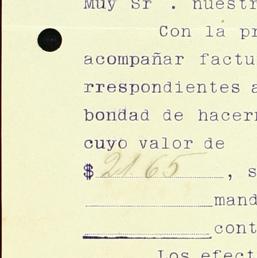 Muy Sr . nuestr
Con la pr
acompañar factu
rrespondientes a
bondad de hacern
cuyo valor de
$ 21.65 , s
mand
cont
Los efect